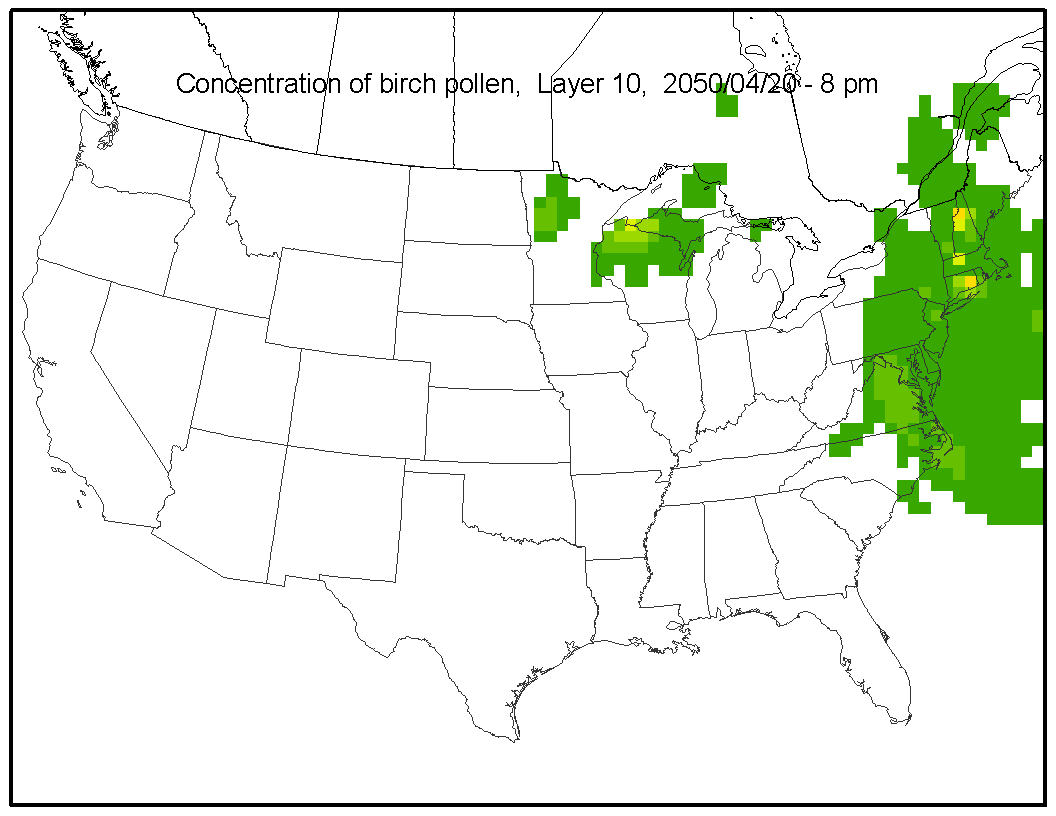 Concentration of birch pollen, Layer 10, 2050/04/20 - 8 pm